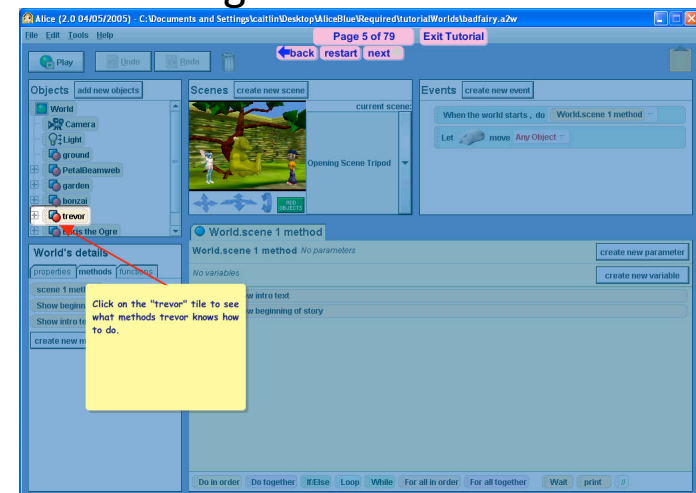 Alice (2.0 04/05/2005) - C:\Documents and Settings\caitlin\Desktop\AliceBlue\Required\tutorialWorlds\badfairy.a2w
File Edit Tools Help
Page 5 of 79
Exit Tutorial
back restart next
Play Undo Redo
Objects add new objects
World
Camera
Light
ground
PetalBeamweb
garden
bonzai
trevor
the Ogre
Scenes create new scene
current scene:
Opening Scene Tripod
ADD OBJECTS
Events create new event
When the world starts, do World.scene 1 method
Let move Any Object
World's details
properties methods functions
scene 1
Show
Show intro
create new
Click on the "trevor" tile to see
what methods trevor knows how
to do.
World.scene 1 method
World.scene 1 method No parameters
create new parameter
No variables
create new variable
intro text
beginning of story
Do in order Do together If/Else Loop While For all in order For all together Wait print //